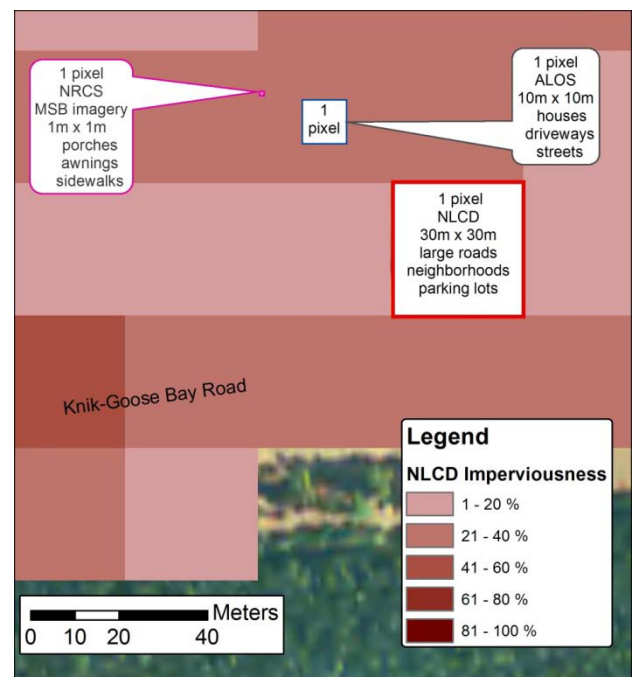 1 pixel
NRCS
MSB imagery
1m x 1m
porches
awnings
sidewalks
1
pixel
1 pixel
ALOS
10m x 10m
houses
driveways
streets
1 pixel
NLCD
30m x 30m
large roads
neighborhoods
parking lots
Knik-Goose Bay Road
Legend
NLCD Imperviousness
1 - 20 %
21 - 40 %
41 - 60 %
61 - 80 %
81 - 100 %
Meters
0 10 20 40